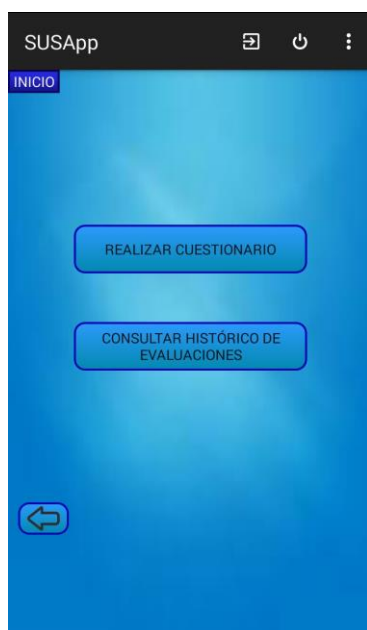 SUSApp
INICIO
REALIZAR CUESTIONARIO
CONSULTAR HISTÓRICO DE
EVALUACIONES